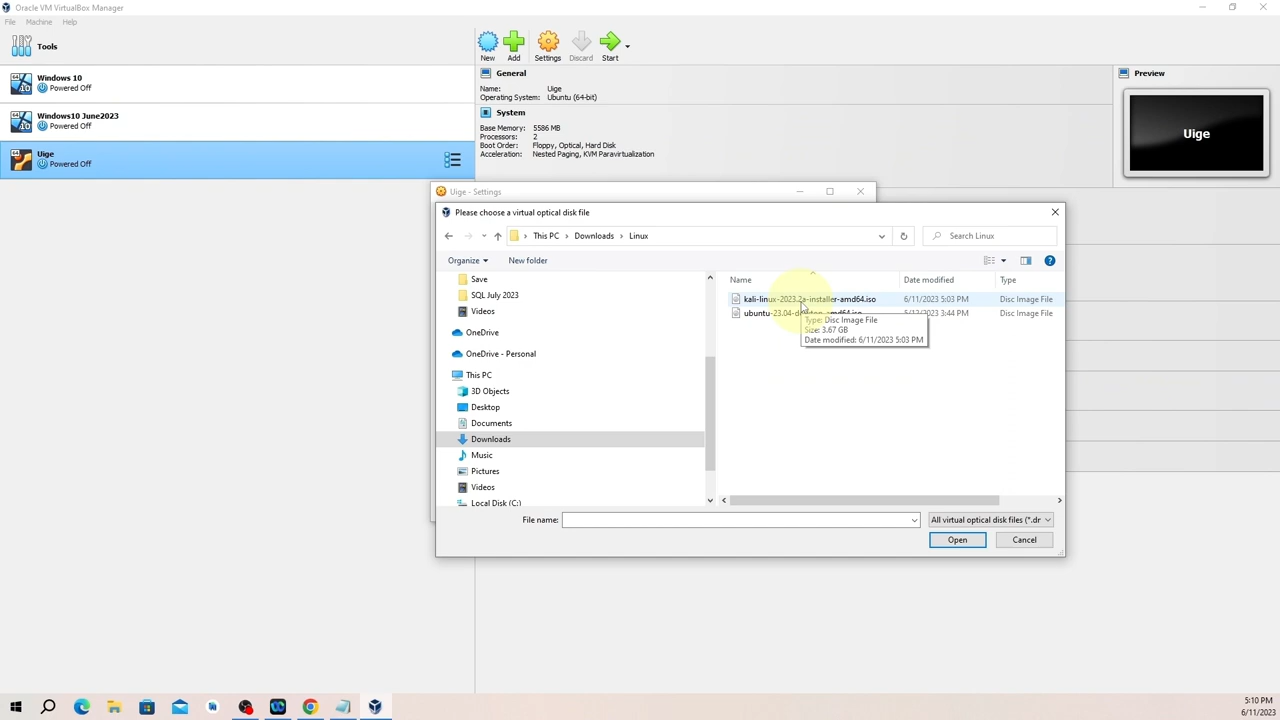 Oracle VM VirtualBox Manager
File Machine Help
Tools
New Add Settings Discard Start
Windows 10
Powered Off
Windows10 June2023
Powered Off
Uige
Powered Off
General
Name: Uige
Operating System: Ubuntu (64-bit)
System
Base Memory: 5586 MB
Processors: 2
Boot Order: Floppy, Optical, Hard Disk
Acceleration: Nested Paging, KVM Paravirtualization
Preview
Uige
Uige - Settings
Please choose a virtual optical disk file
This PC > Downloads > Linux
Search Linux
Organize New folder
Save
SQL July 2023
Videos
OneDrive
OneDrive - Personal
This PC
3D Objects
Desktop
Documents
Downloads
Music
Pictures
Videos
Local Disk (C:)
Name Date modified Type
kali-linux-2023.2a-installer-amd64.iso 6/11/2023 5:03 PM Disc Image File
3:44 PM Disc Image File
Type: Disc Image File
Size: 3.67 GB
Date modified: 6/11/2023 5:03 PM
File name:
All virtual optical disk files (*.dr
Open Cancel
5:10 PM
6/11/2023